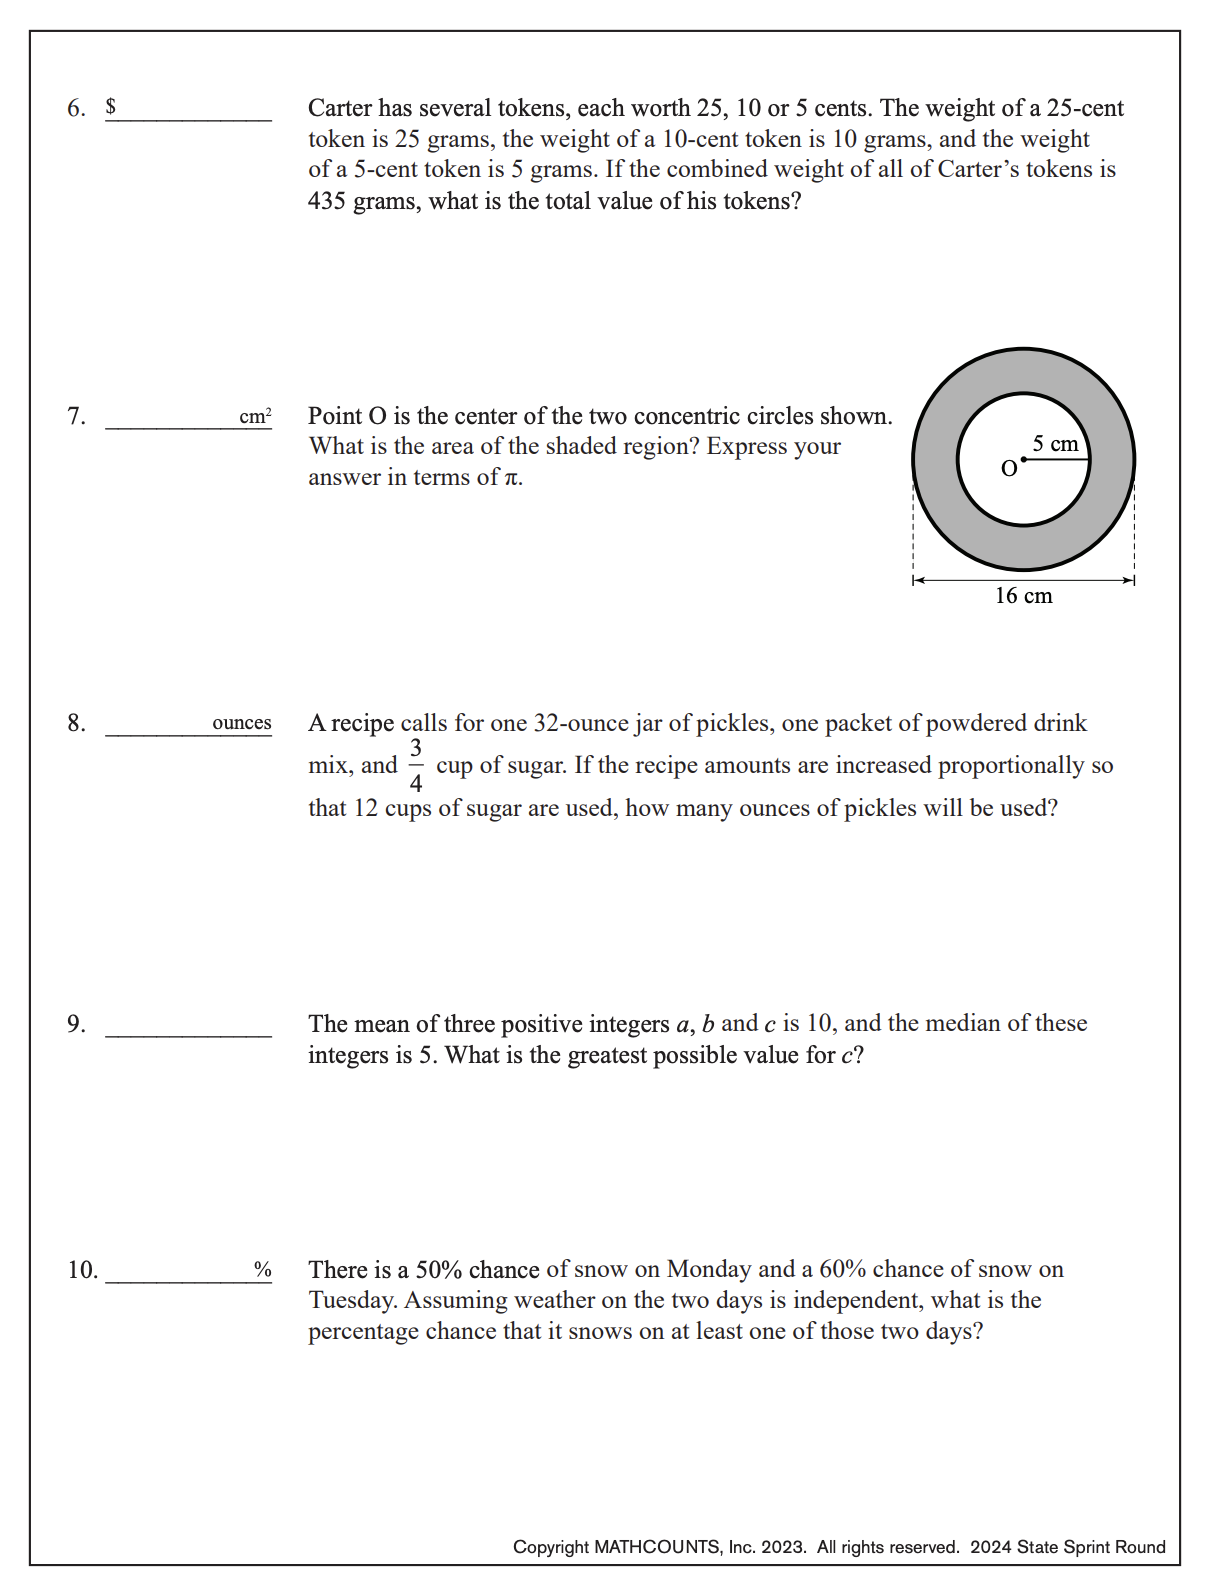 6. $ Carter has several tokens, each worth 25, 10 or 5 cents. The weight of a 25-cent
token is 25 grams, the weight of a 10-cent token is 10 grams, and the weight
of a 5-cent token is 5 grams. If the combined weight of all of Carter’s tokens is
435 grams, what is the total value of his tokens?
7. cm² Point O is the center of the two concentric circles shown.
What is the area of the shaded region? Express your
answer in terms of π.
5 cm
O
16 cm
8. ounces A recipe calls for one 32-ounce jar of pickles, one packet of powdered drink
mix, and 3/4 cup of sugar. If the recipe amounts are increased proportionally so
that 12 cups of sugar are used, how many ounces of pickles will be used?
9. The mean of three positive integers a, b and c is 10, and the median of these
integers is 5. What is the greatest possible value for c?
10. % There is a 50% chance of snow on Monday and a 60% chance of snow on
Tuesday. Assuming weather on the two days is independent, what is the
percentage chance that it snows on at least one of those two days?
Copyright MATHCOUNTS, Inc. 2023. All rights reserved. 2024 State Sprint Round